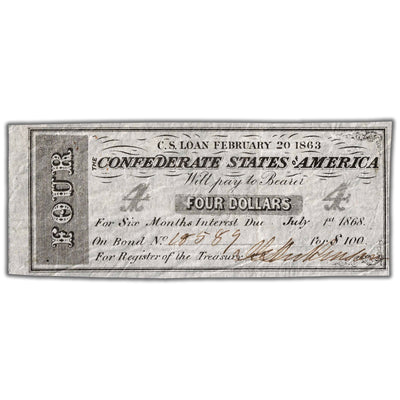 FOUR
C.S. LOAN FEBRUARY 20 1863
THE CONFEDERATE STATES of AMERICA
Will pay to Bearer
4 FOUR DOLLARS 4
For Six Months Interest Due July 1st 1868.
On Bond No. 18589 For $100.
For Register of the Treasury